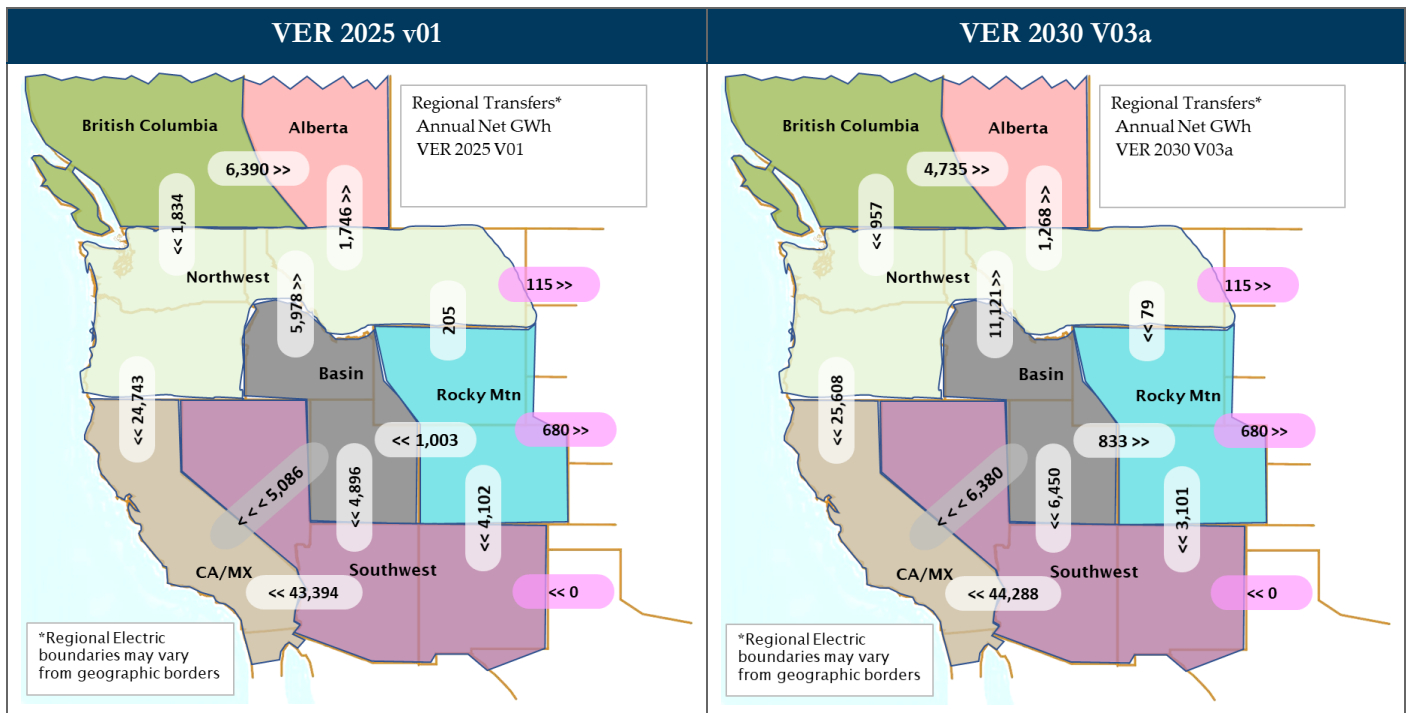 VER 2025 v01
Regional Transfers*
Annual Net GWh
VER 2025 V01
British Columbia
Alberta
6,390 >>
<< 1,834
1,746 >>
Northwest
115 >>
5,978 >>
205
Basin
Rocky Mtn
<< 24,743
<< 1,003
680 >>
< < < 5,086
<< 4,896
<< 4,102
CA/MX
Southwest
<< 43,394
<< 0
*Regional Electric
boundaries may vary
from geographic borders
VER 2030 V03a
Regional Transfers*
Annual Net GWh
VER 2030 V03a
British Columbia
Alberta
4,735 >>
<< 957
1,268 >>
Northwest
115 >>
11,121 >>
<< 79
Basin
Rocky Mtn
<< 25,608
833 >>
680 >>
< < < 6,380
<< 6,450
<< 3,101
CA/MX
Southwest
<< 44,288
<< 0
*Regional Electric
boundaries may vary
from geographic borders